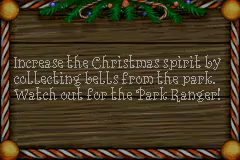 Increase the Christmas spirit by
collecting bells from the park.
Watch out for the Park Ranger!